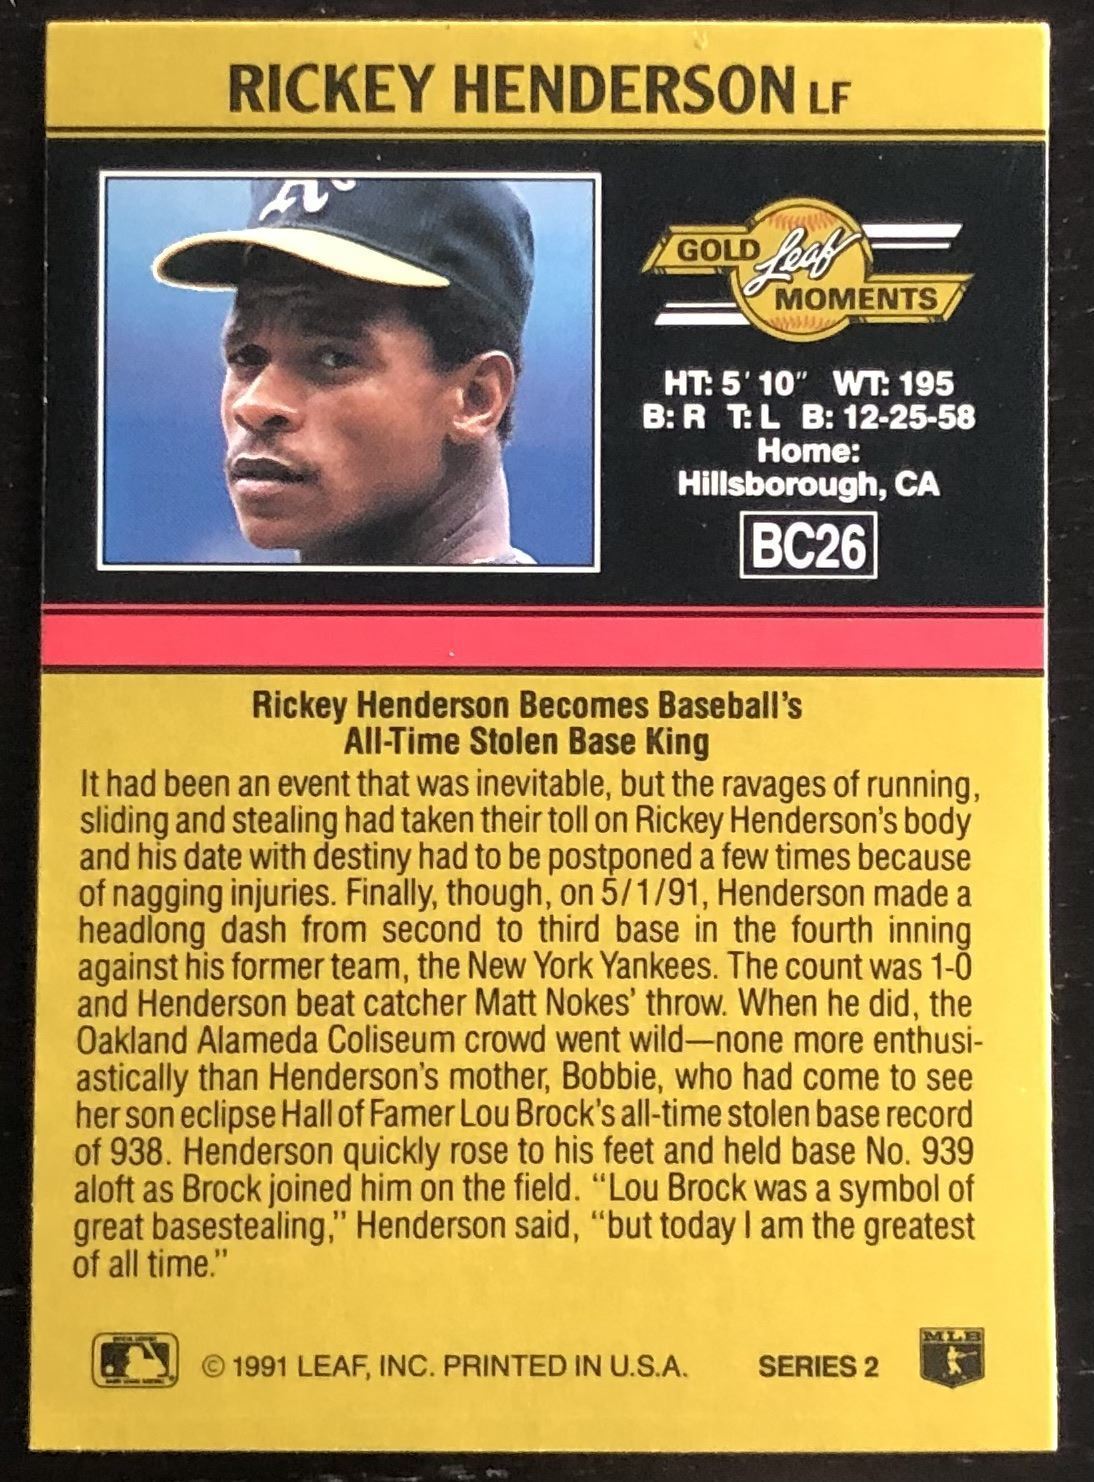 RICKEY HENDERSON LF
A's
GOLD Leaf MOMENTS
HT: 5' 10" WT: 195
B: R T: L B: 12-25-58
Home:
Hillsborough, CA
BC26
Rickey Henderson Becomes Baseball's
All-Time Stolen Base King
It had been an event that was inevitable, but the ravages of running,
sliding and stealing had taken their toll on Rickey Henderson's body
and his date with destiny had to be postponed a few times because
of nagging injuries. Finally, though, on 5/1/91, Henderson made a
headlong dash from second to third base in the fourth inning
against his former team, the New York Yankees. The count was 1-0
and Henderson beat catcher Matt Nokes' throw. When he did, the
Oakland Alameda Coliseum crowd went wild—none more enthusi-
astically than Henderson's mother, Bobbie, who had come to see
her son eclipse Hall of Famer Lou Brock's all-time stolen base record
of 938. Henderson quickly rose to his feet and held base No. 939
aloft as Brock joined him on the field. “Lou Brock was a symbol of
great basestealing,” Henderson said, “but today I am the greatest
of all time.”
© 1991 LEAF, INC. PRINTED IN U.S.A. SERIES 2
MLB